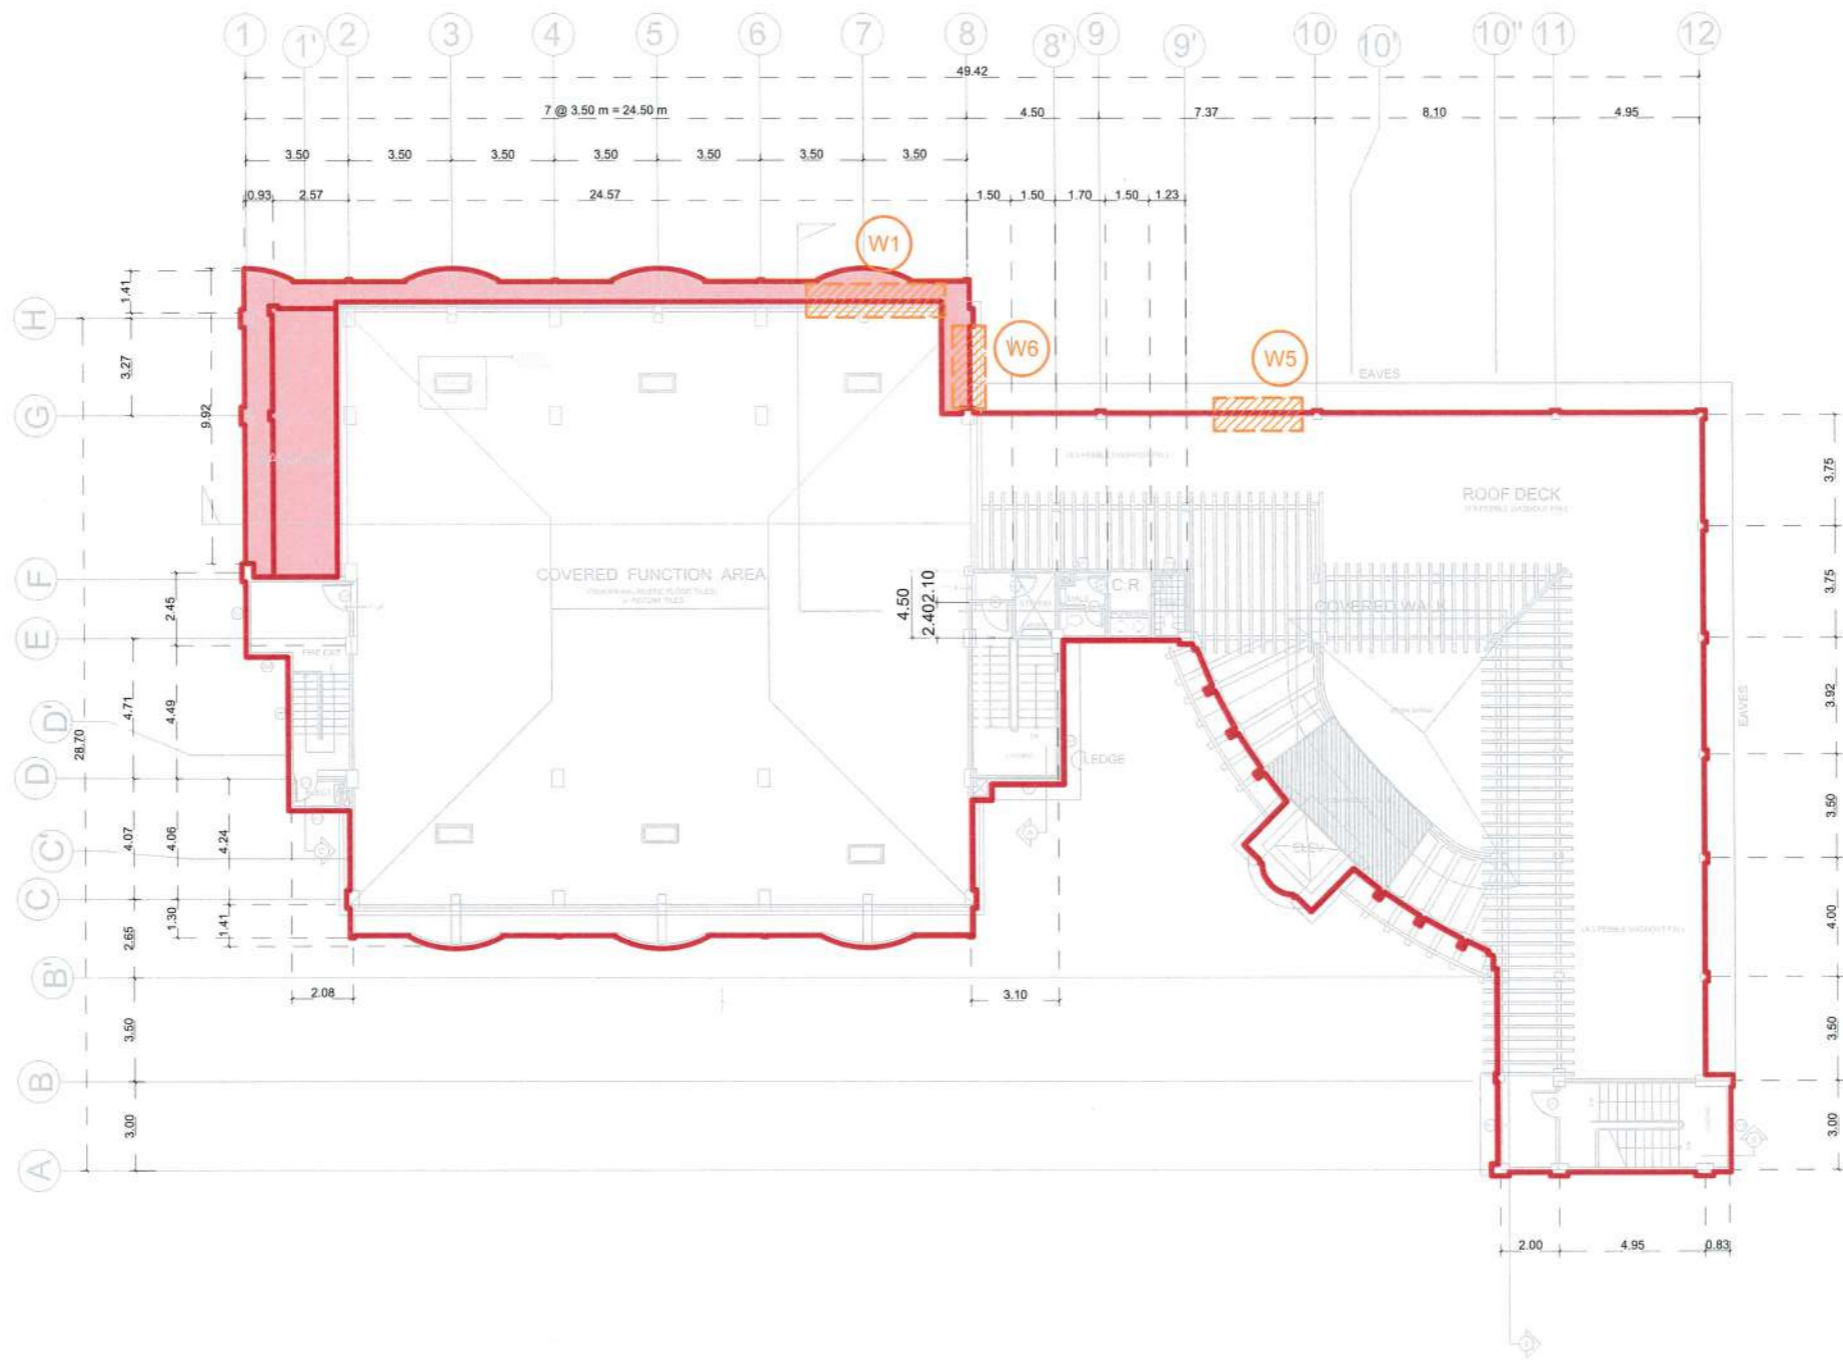 1 1' 2 3 4 5 6 7 8 8' 9 9' 10 10' 10" 11 12
49.42
7 @ 3.50 m = 24.50 m 4.50 7.37 8.10 4.95
3.50 3.50 3.50 3.50 3.50 3.50 3.50
0.93 2.57 24.57 1.50 1.50 1.70 1.50 1.23
W1
1.41
H
W6 W5
3.27
EAVES
G
9.92
3.75
ROOF DECK
F
COVERED FUNCTION AREA
C.R.
4.50 2.40 2.10
2.45
3.75
COVERED WALK
E
FIRE EXIT
4.71 4.49
3.92
EAVES
D'
28.70
LEDGE
D
3.50
4.07 4.06 4.24
C'
ELEV
C
2.65 1.30 1.41
4.00
B'
2.08 3.10
3.50 3.50
B
3.00 3.00
A
2.00 4.95 0.83